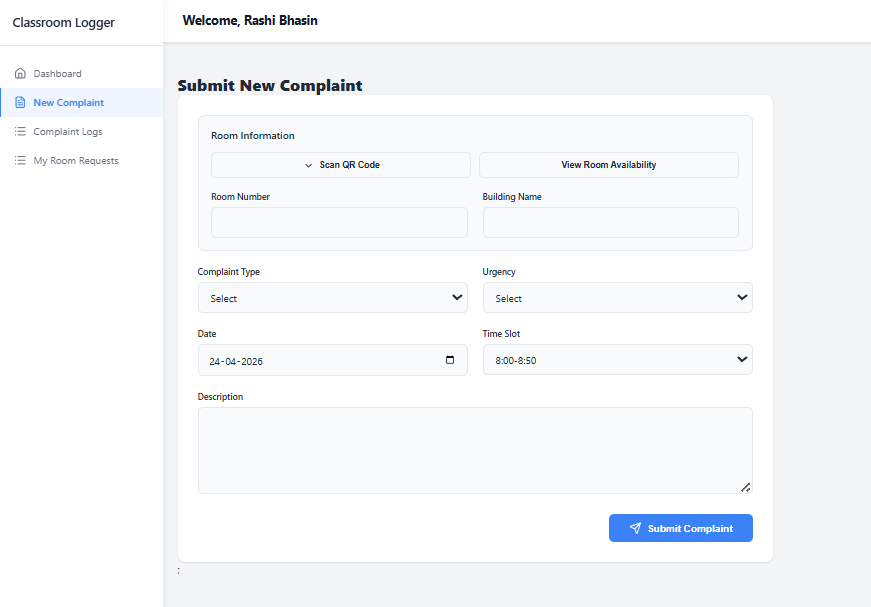 Classroom Logger
Welcome, Rashi Bhasin
Dashboard
New Complaint
Complaint Logs
My Room Requests
Submit New Complaint
Room Information
Scan QR Code
View Room Availability
Room Number
Building Name
Complaint Type
Urgency
Select
Select
Date
Time Slot
24-04-2026
8:00-8:50
Description
Submit Complaint
;